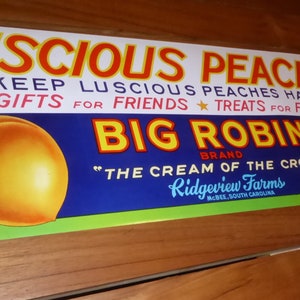 SCIOUS PEAC
KEEP LUSCIOUS PEACHES HA
GIFTS FOR FRIENDS ★ TREATS FOR F
BIG ROBIN
BRAND
"THE CREAM OF THE CRO
Ridgeview Farms
McBEE, SOUTH CAROLINA